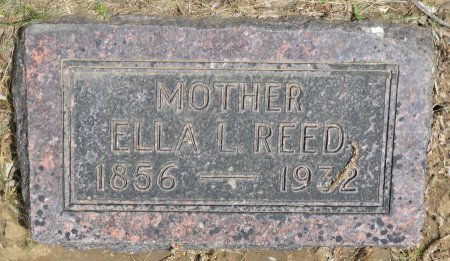 MOTHER
ELLA L. REED
1856 — 1932